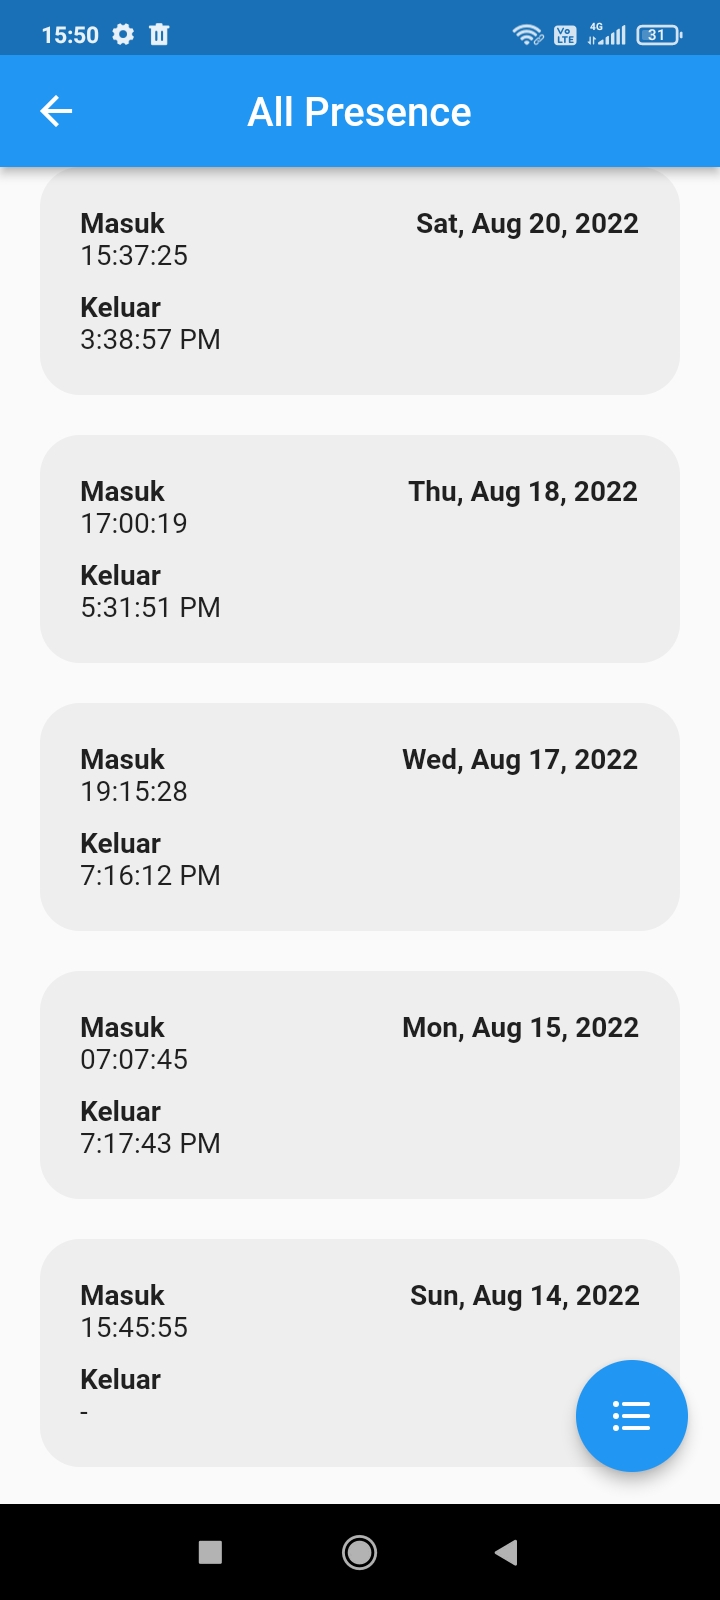 15:50 Vo LTE 4G 31
All Presence
Masuk Sat, Aug 20, 2022
15:37:25
Keluar
3:38:57 PM
Masuk Thu, Aug 18, 2022
17:00:19
Keluar
5:31:51 PM
Masuk Wed, Aug 17, 2022
19:15:28
Keluar
7:16:12 PM
Masuk Mon, Aug 15, 2022
07:07:45
Keluar
7:17:43 PM
Masuk Sun, Aug 14, 2022
15:45:55
Keluar
-